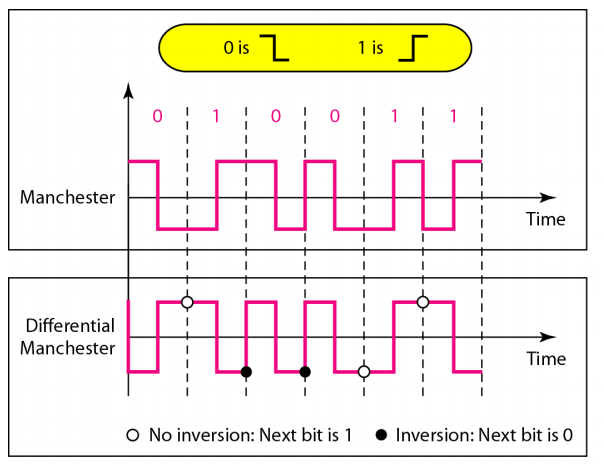 0 is 1 is
0 1 0 0 1 1
Manchester
Time
Differential
Manchester
Time
No inversion: Next bit is 1 Inversion: Next bit is 0